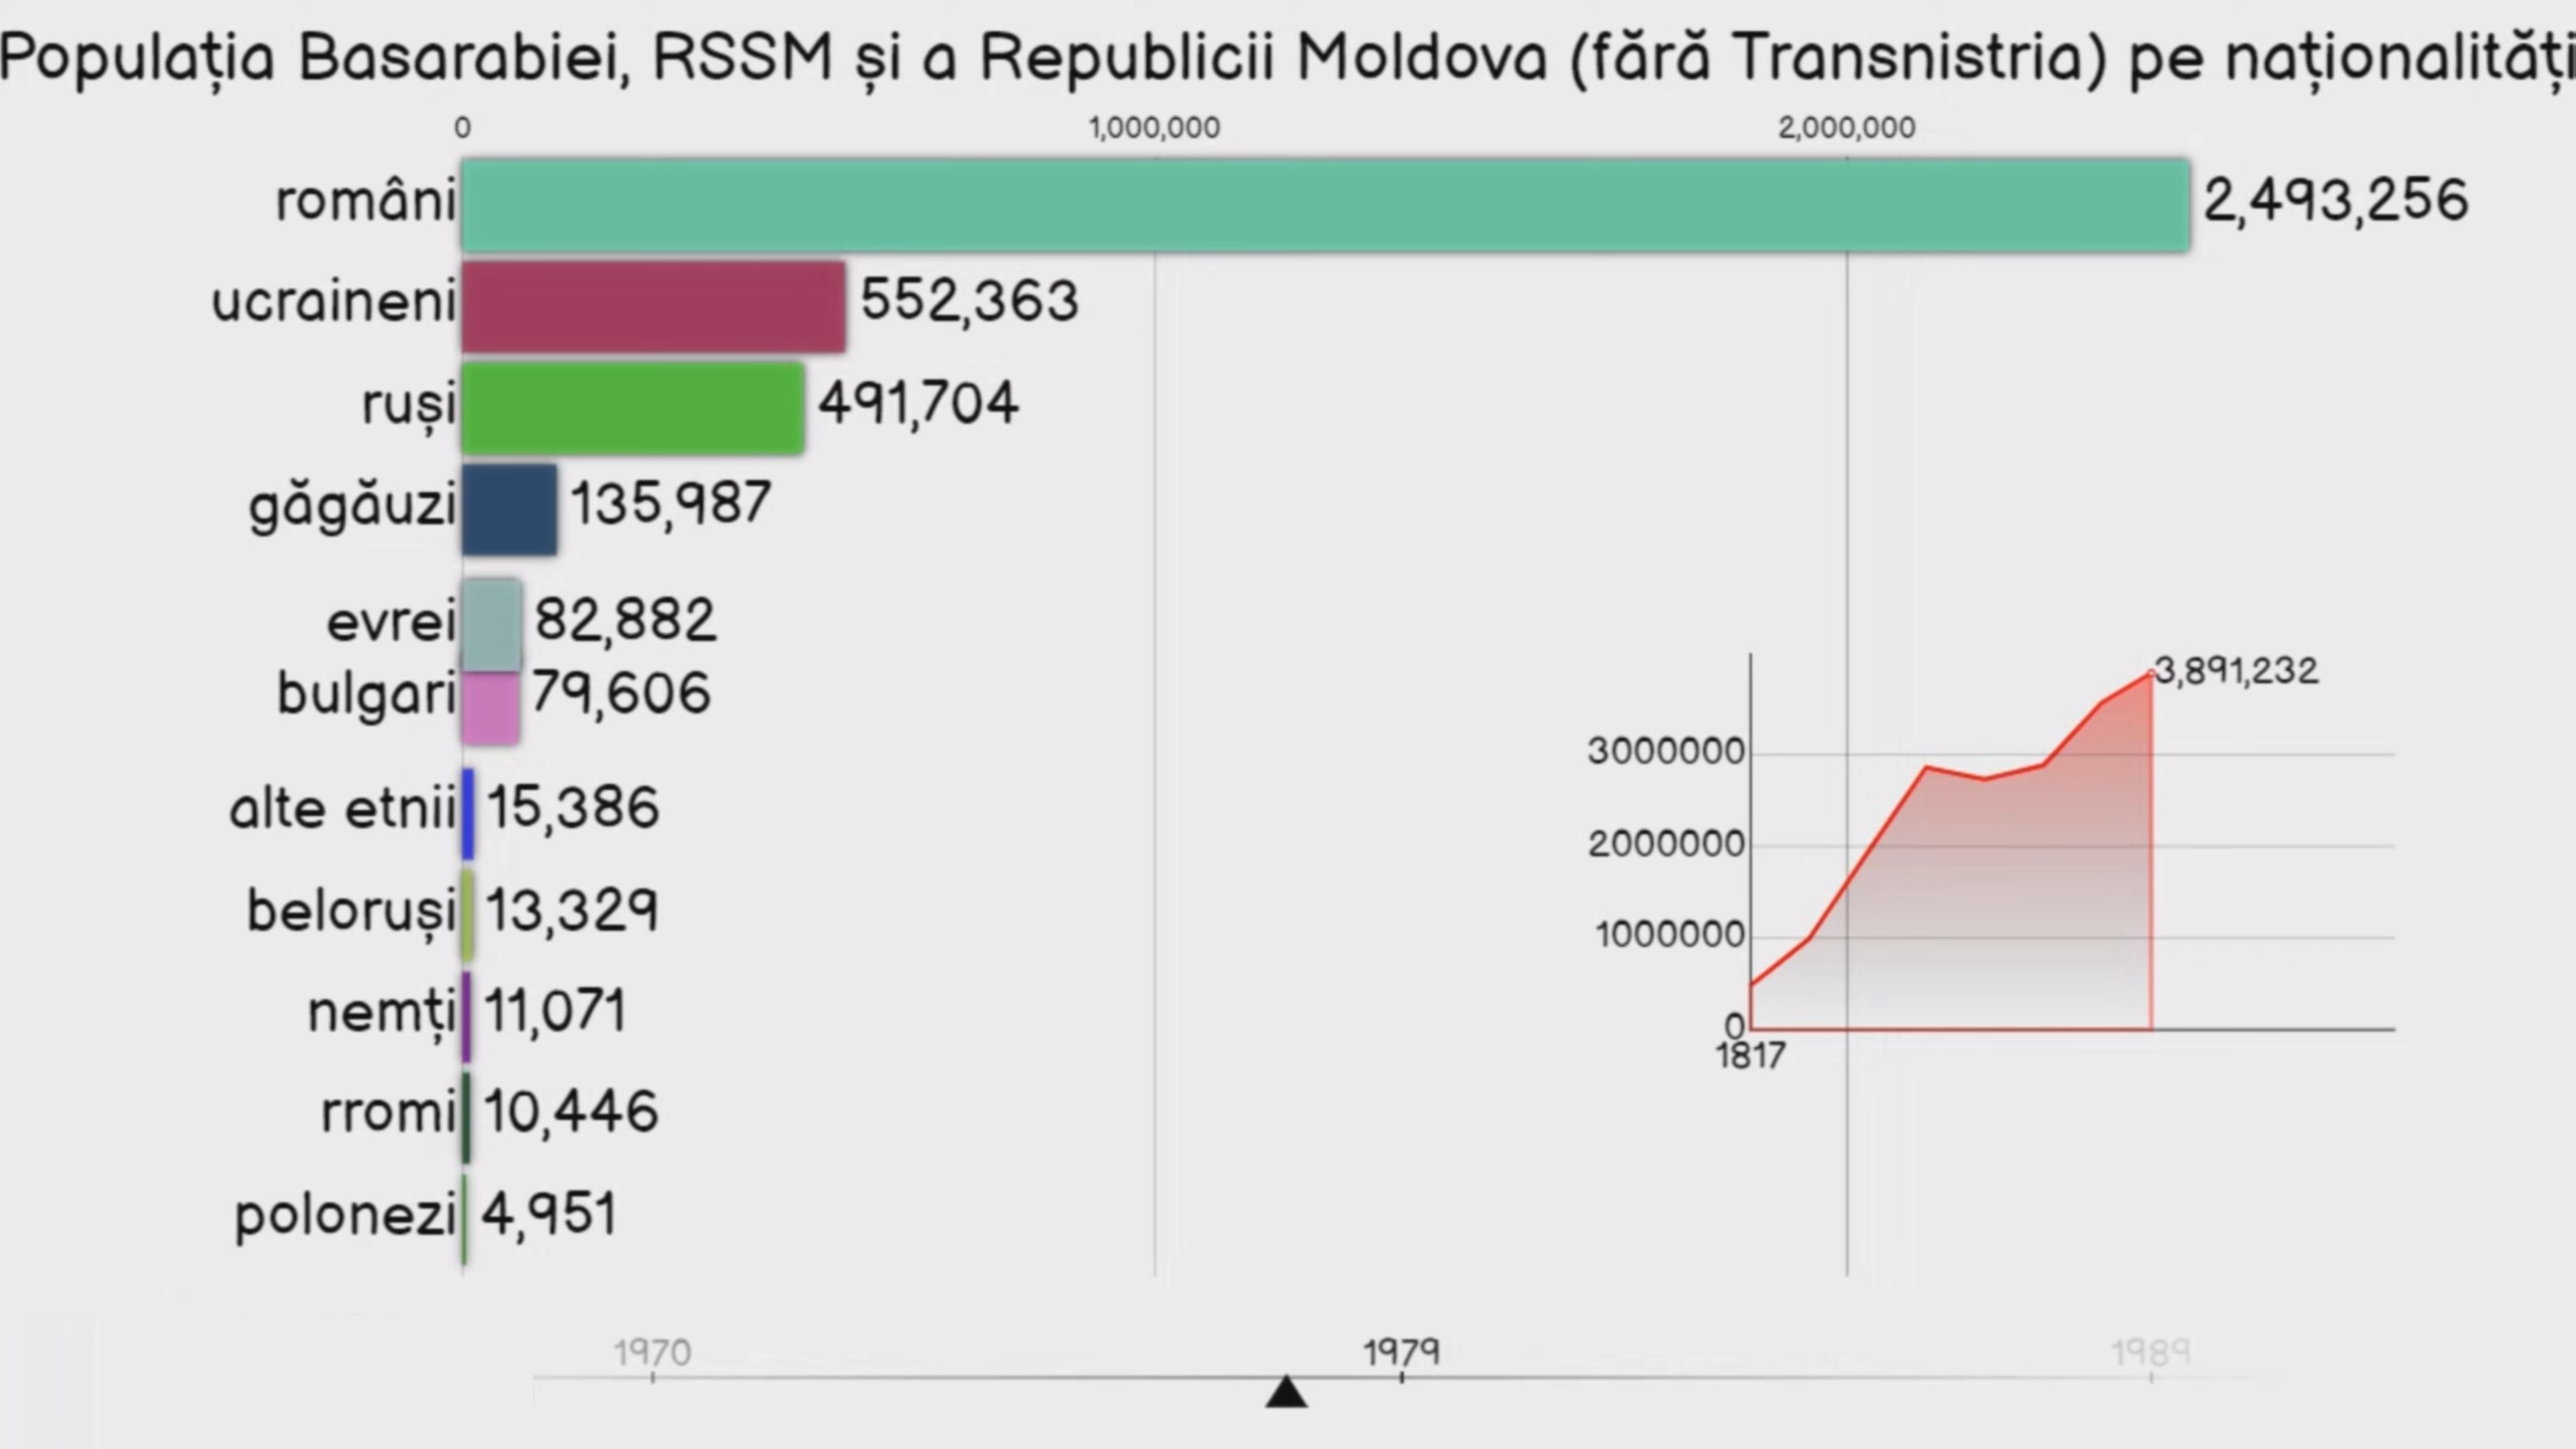 Populația Basarabiei, RSSM și a Republicii Moldova (fără Transnistria) pe naționalități
0 1,000,000 2,000,000
români 2,493,256
ucraineni 552,363
ruși 491,704
găgăuzi 135,987
evrei 82,882
bulgari 79,606
alte etnii 15,386
beloruși 13,329
nemți 11,071
rromi 10,446
polonezi 4,951
3,891,232
3000000
2000000
1000000
0
1817
1970 1979 1989